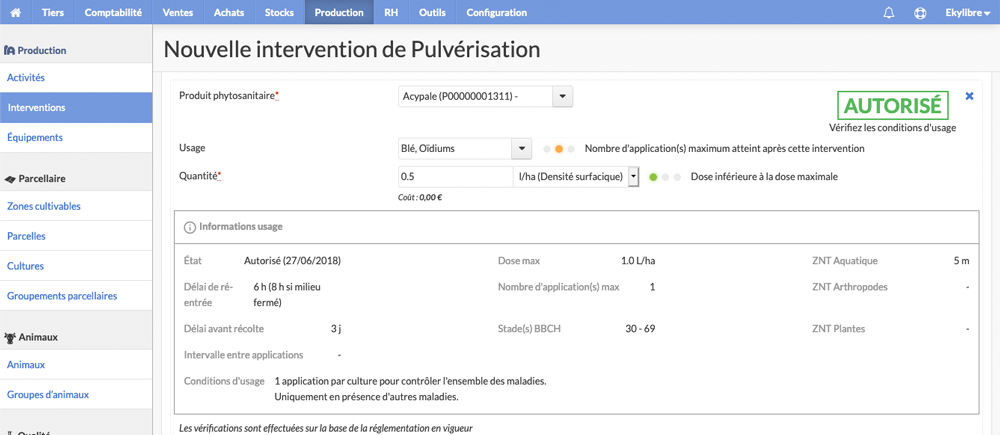 Tiers Comptabilité Ventes Achats Stocks Production RH Outils Configuration Ekylibre
Production
Activités
Interventions
Équipements
Parcellaire
Zones cultivables
Parcelles
Cultures
Groupements parcellaires
Animaux
Animaux
Groupes d'animaux
Nouvelle intervention de Pulvérisation
Produit phytosanitaire* Acypale (P00000001311) -
AUTORISÉ
Vérifiez les conditions d'usage
Usage Blé, Oïdiums Nombre d'application(s) maximum atteint après cette intervention
Quantité* 0.5 l/ha (Densité surfacique) Dose inférieure à la dose maximale
Coût : 0,00 €
Informations usage
État Autorisé (27/06/2018) Dose max 1.0 L/ha ZNT Aquatique 5 m
Délai de ré-entrée 6 h (8 h si milieu fermé) Nombre d'application(s) max 1 ZNT Arthropodes -
Délai avant récolte 3 j Stade(s) BBCH 30 - 69 ZNT Plantes -
Intervalle entre applications -
Conditions d'usage 1 application par culture pour contrôler l'ensemble des maladies.
Uniquement en présence d'autres maladies.
Les vérifications sont effectuées sur la base de la réglementation en vigueur